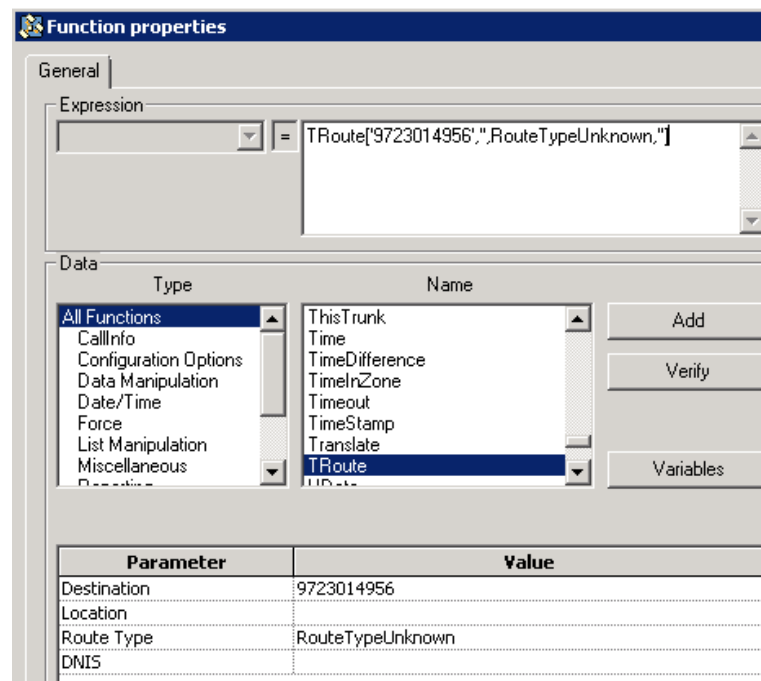 Function properties
General
Expression
= TRoute['9723014956','',RouteTypeUnknown,'']
Data
Type Name
All Functions
CallInfo
Configuration Options
Data Manipulation
Date/Time
Force
List Manipulation
Miscellaneous
ThisTrunk
Time
TimeDifference
TimeInZone
Timeout
TimeStamp
Translate
TRoute
Add
Verify
Variables
Parameter Value
Destination 9723014956
Location
Route Type RouteTypeUnknown
DNIS